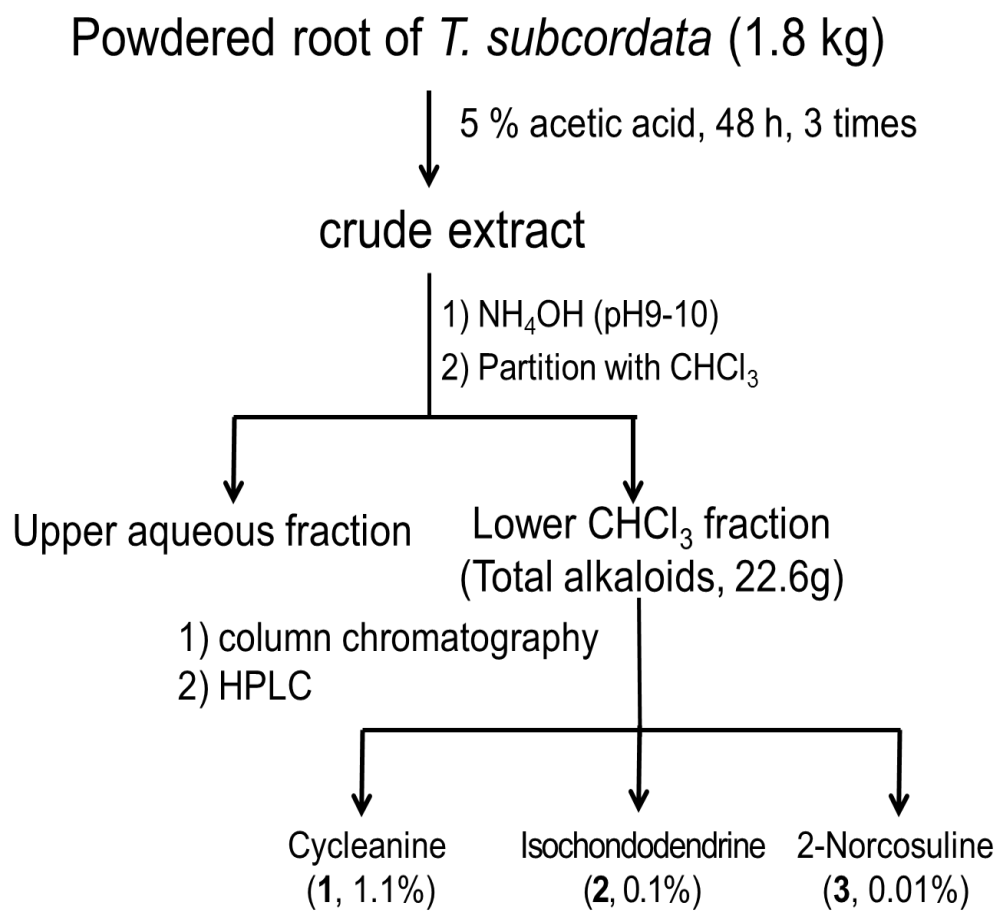 Powdered root of T. subcordata (1.8 kg)
5 % acetic acid, 48 h, 3 times
crude extract
1) NH₄OH (pH9-10)
2) Partition with CHCl₃
Upper aqueous fraction
Lower CHCl₃ fraction
(Total alkaloids, 22.6g)
1) column chromatography
2) HPLC
Cycleanine
(1, 1.1%)
Isochondodendrine
(2, 0.1%)
2-Norcosuline
(3, 0.01%)